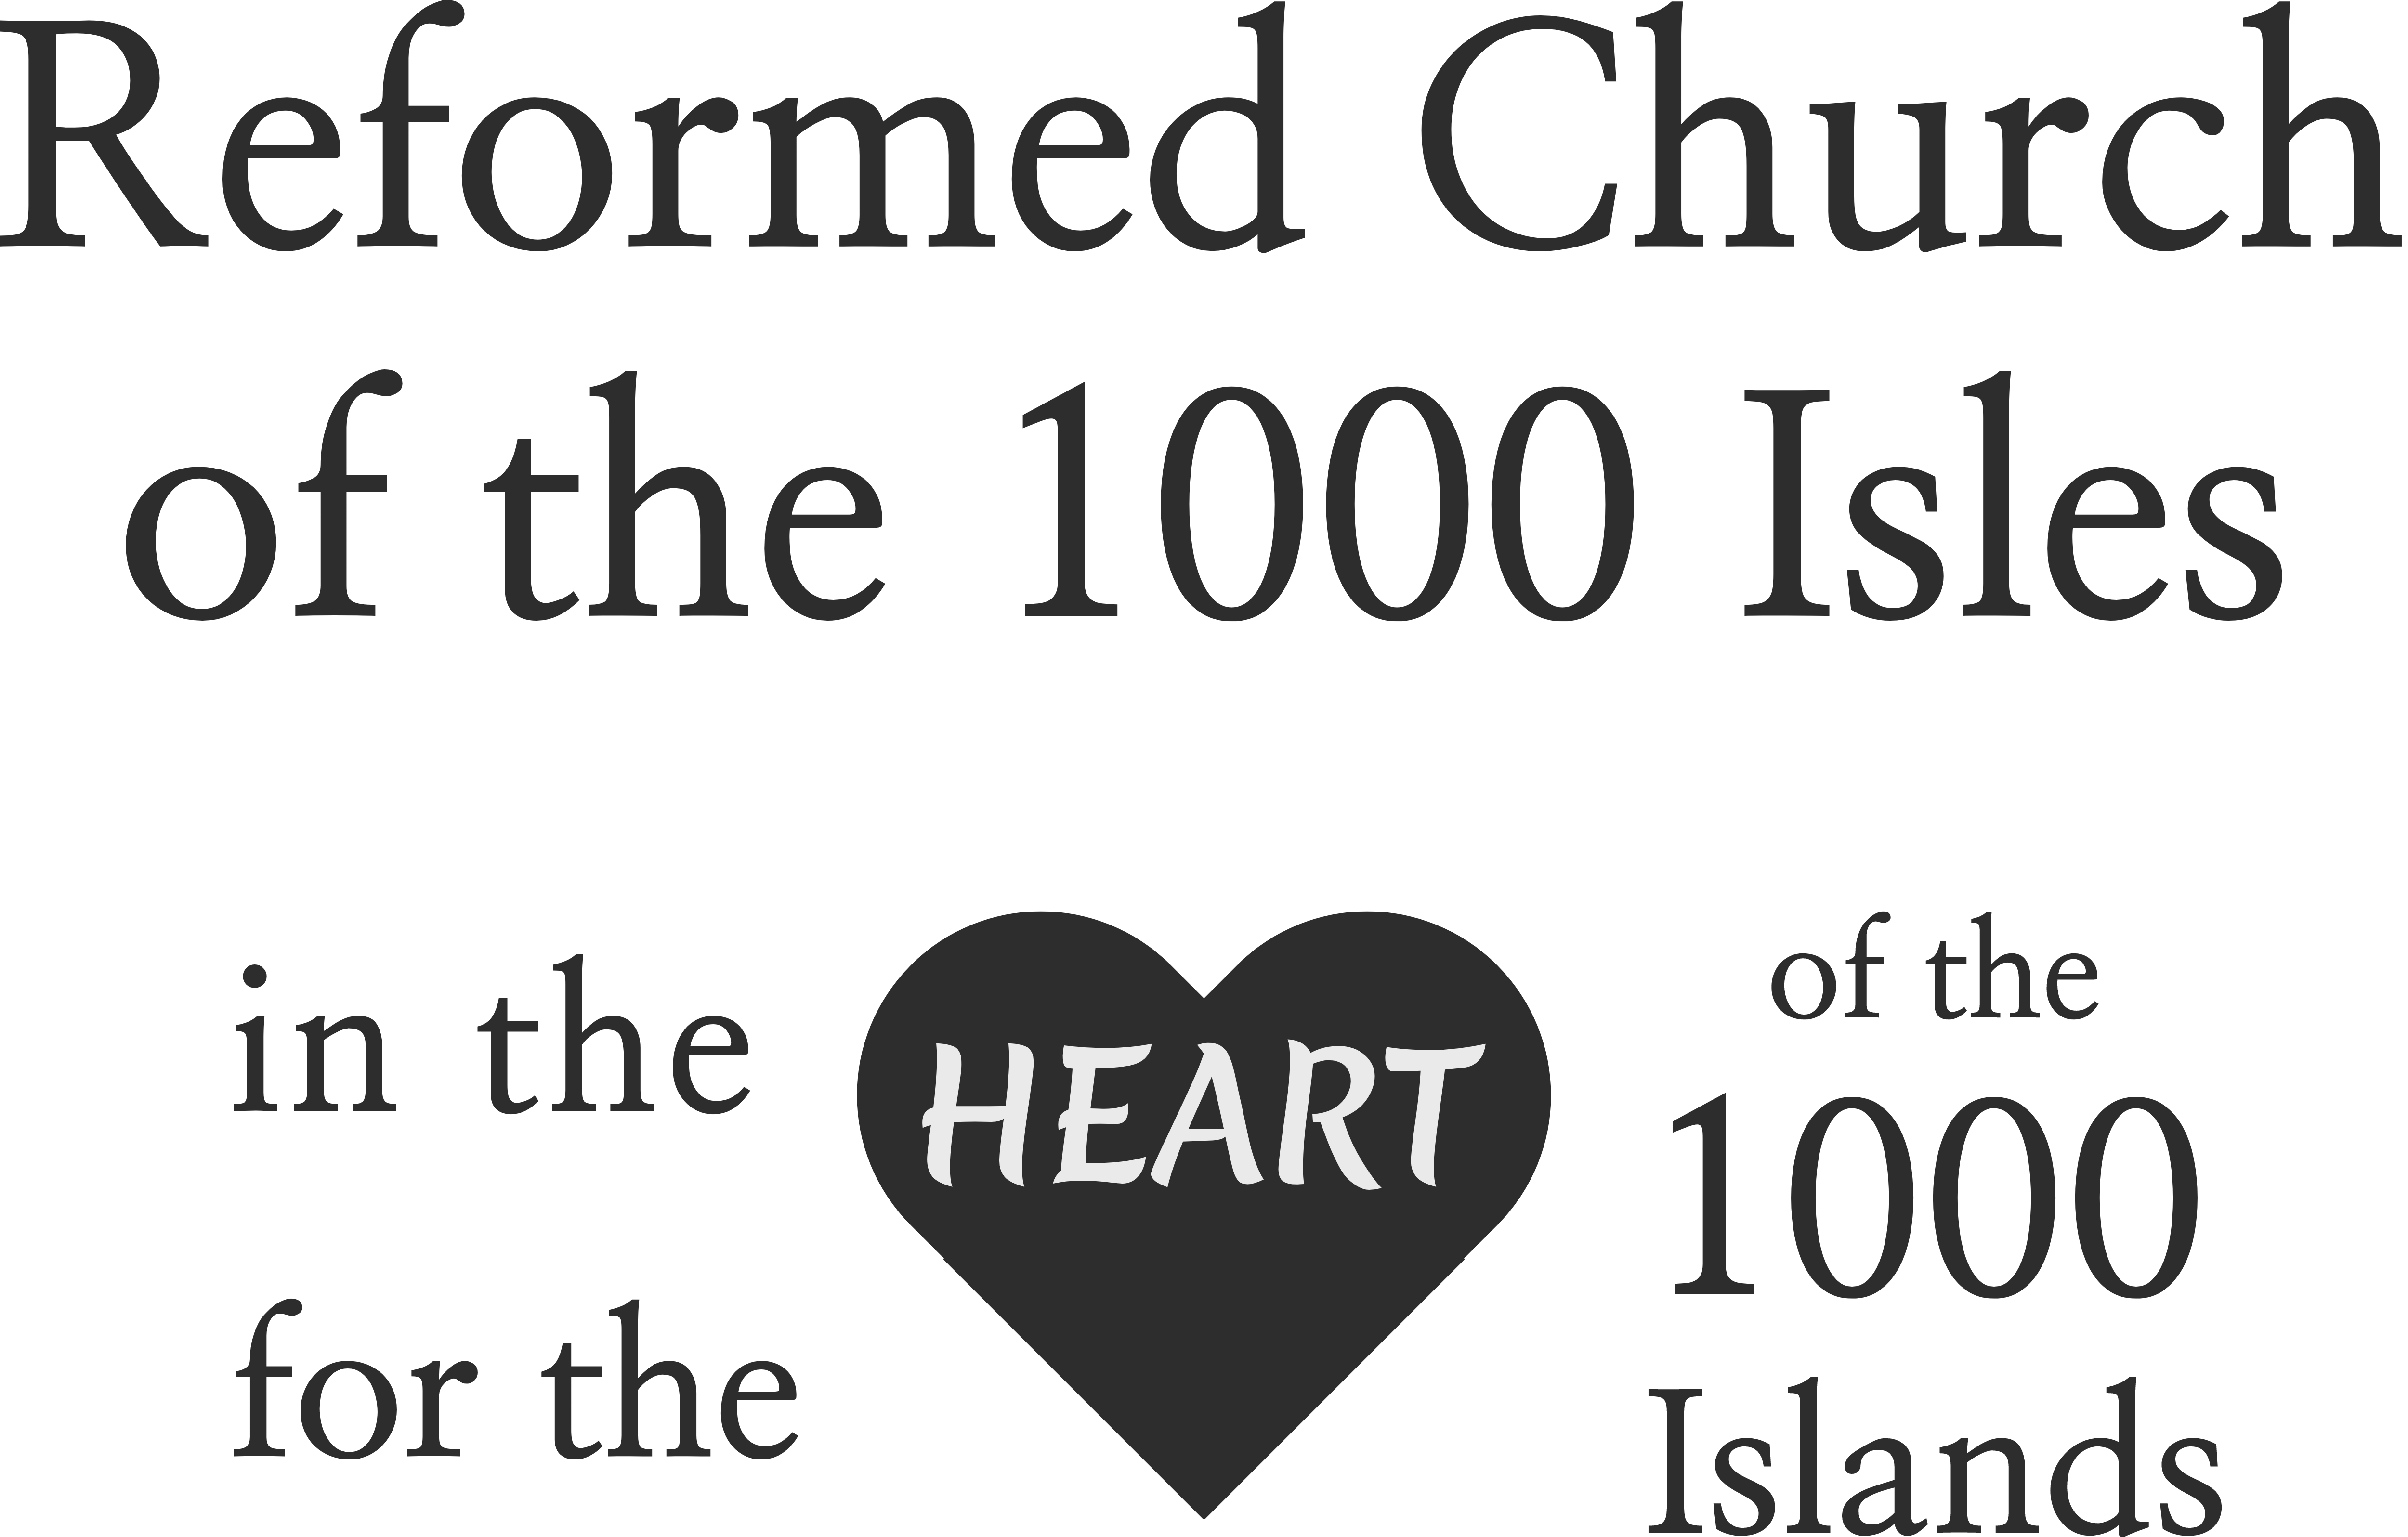 Reformed Church
of the 1000 Isles
in the
for the
HEART
of the
1000
Islands